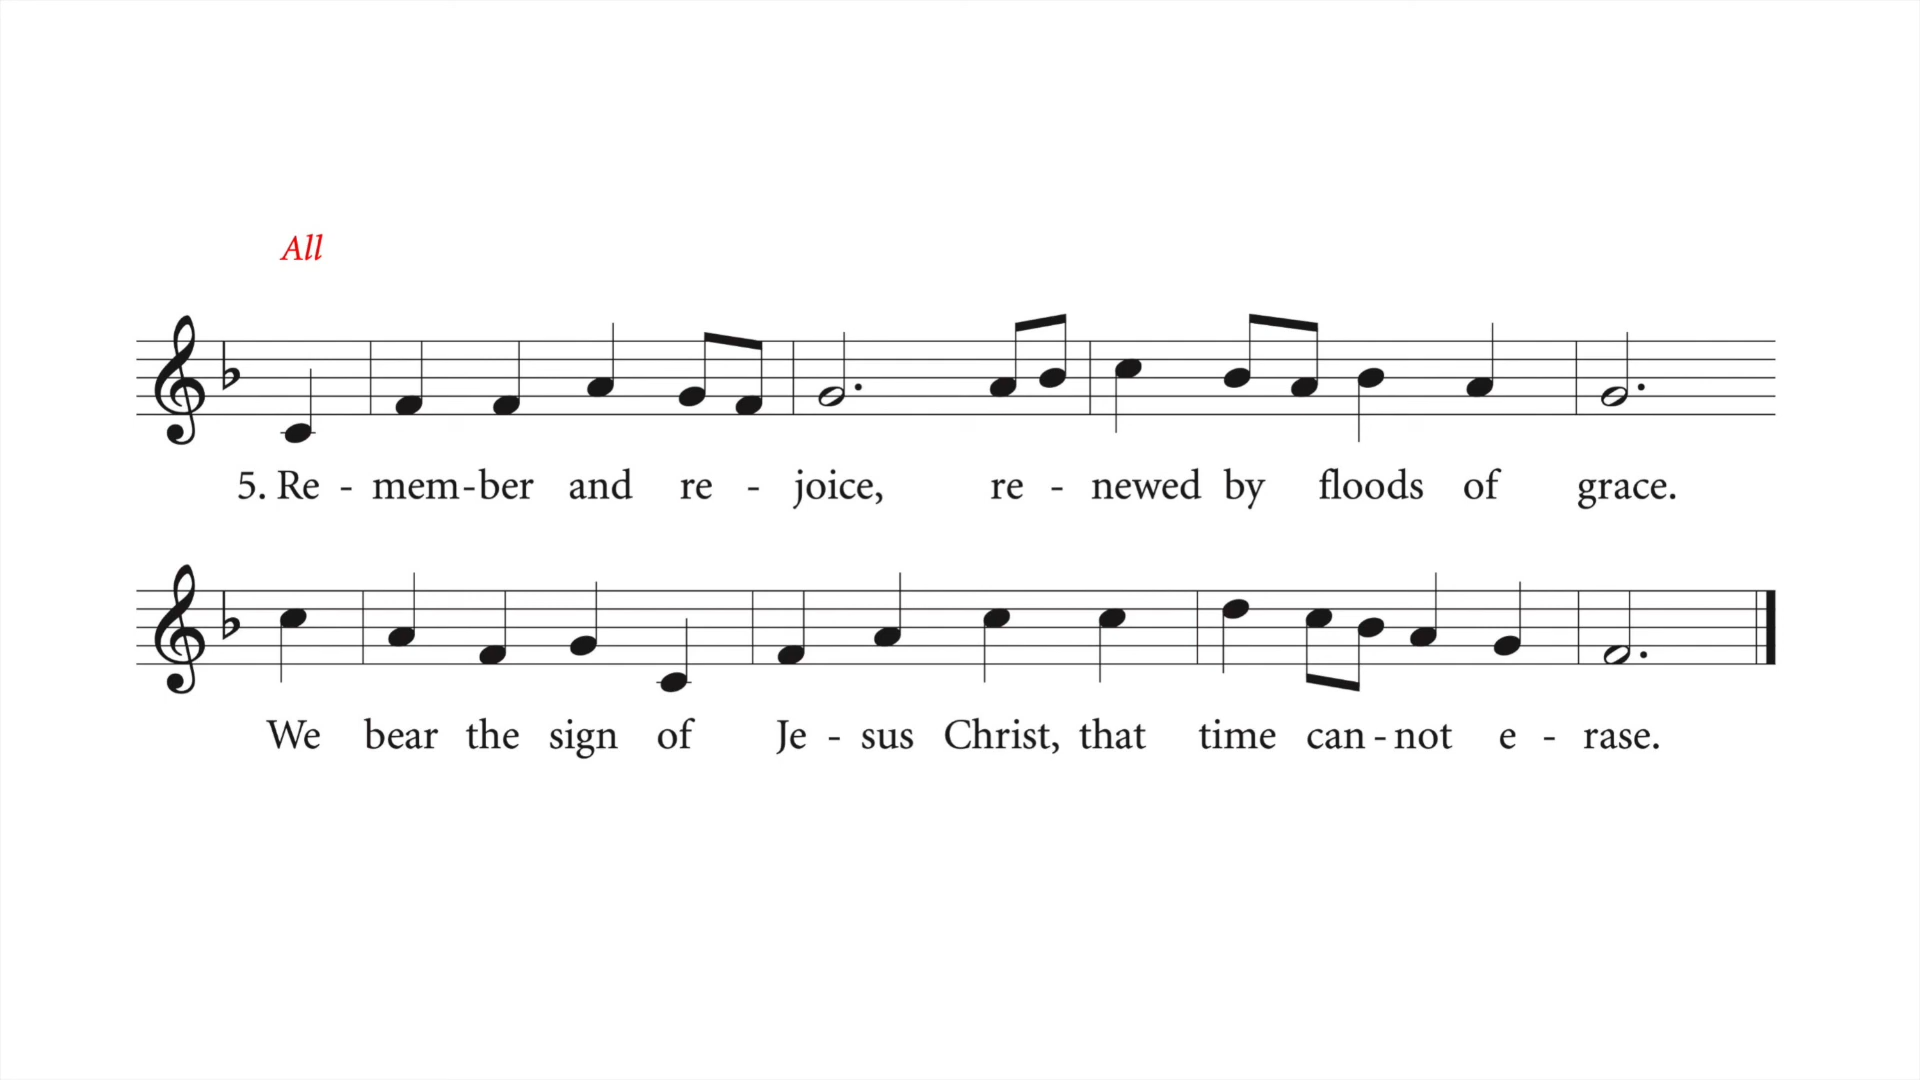 All
5. Re - mem-ber and re - joice, re - newed by floods of grace.
We bear the sign of Je - sus Christ, that time can-not e - rase.